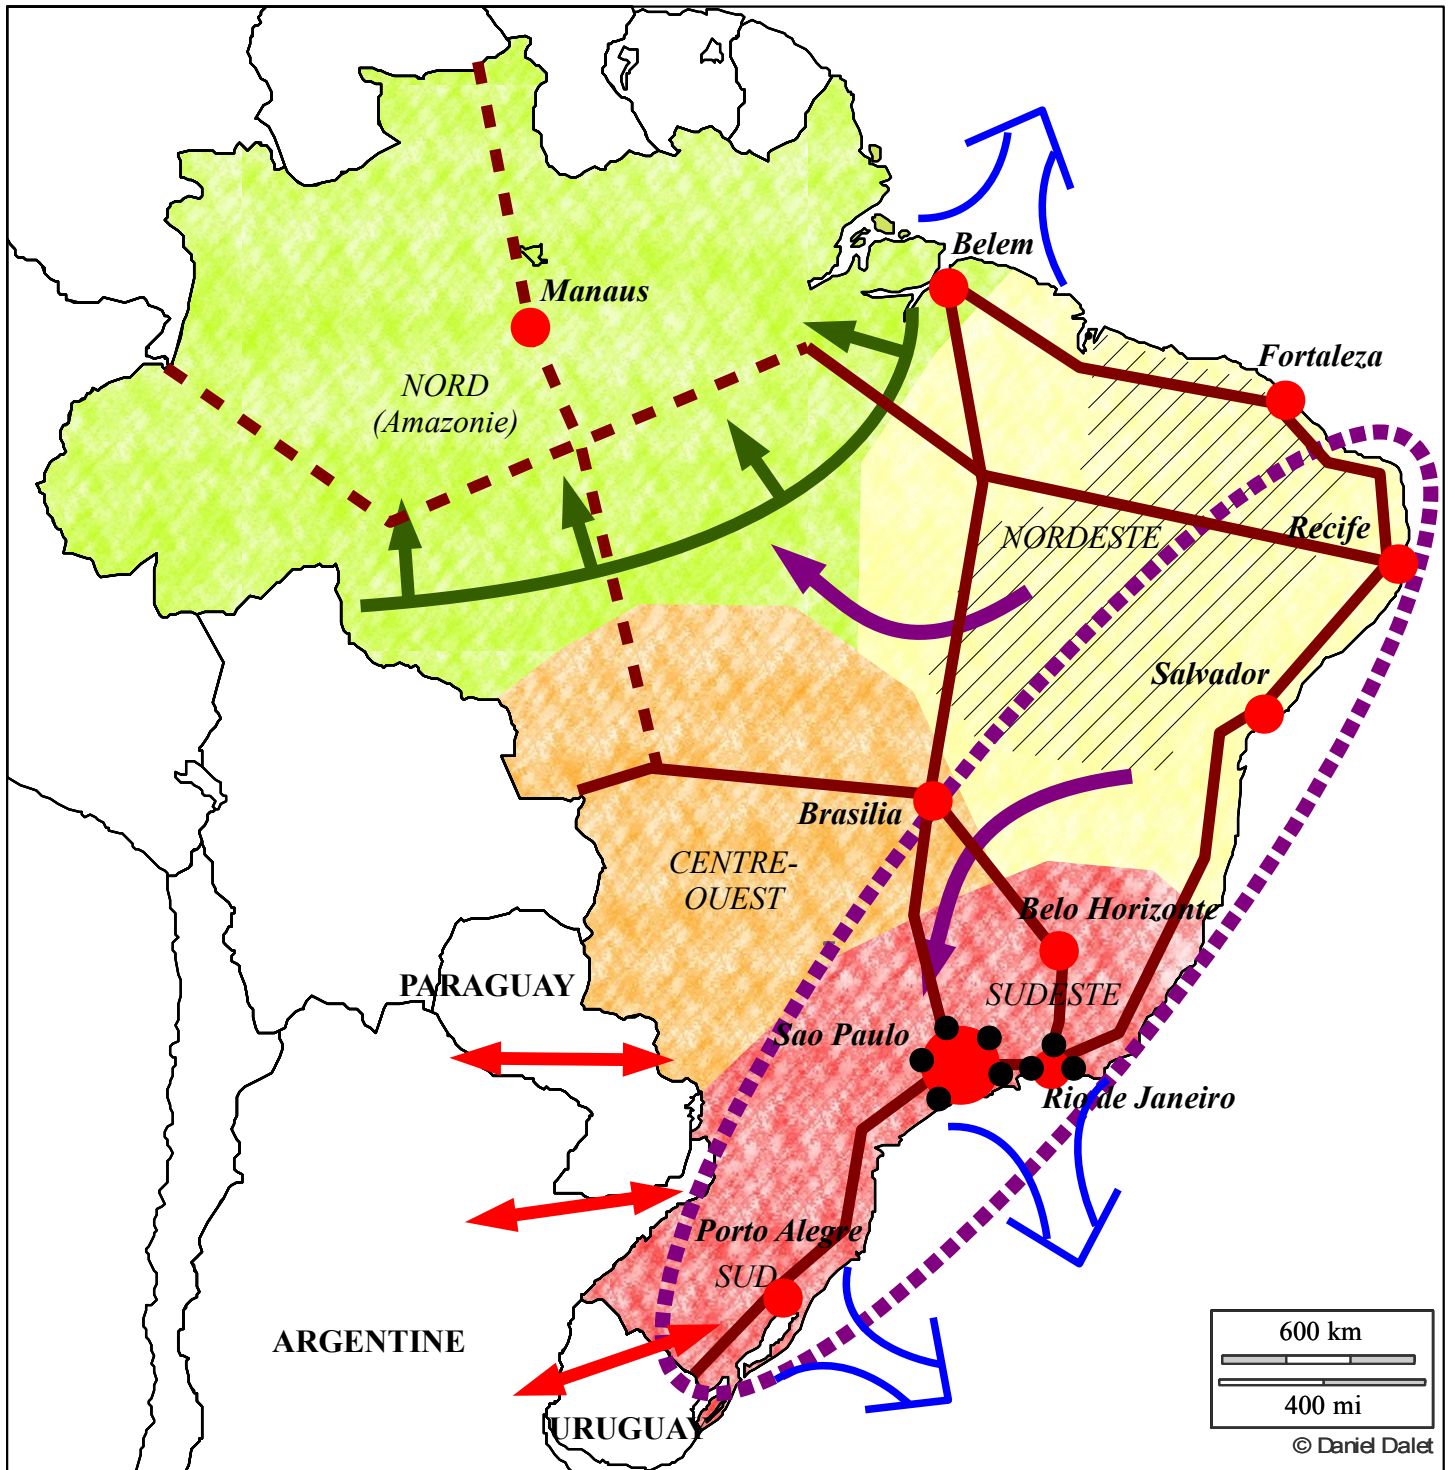 Belem
Manaus
Fortaleza
NORD
(Amazonie)
Recife
NORDESTE
Salvador
Brasilia
CENTRE-
OUEST
Belo Horizonte
PARAGUAY
SUDESTE
Sao Paulo
Rio de Janeiro
Porto Alegre
SUD
ARGENTINE
URUGUAY
600 km
400 mi
© Daniel Dalet